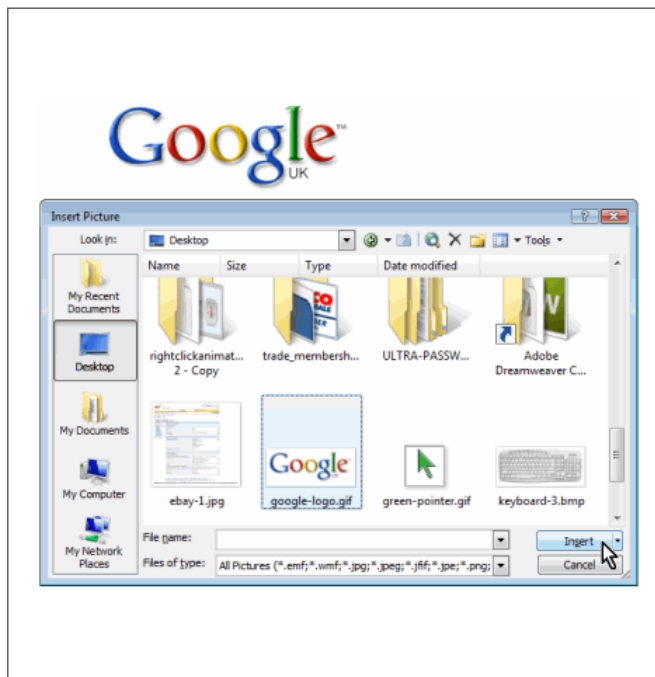 Google™
UK
Insert Picture
Look in:
Desktop
Tools
Name Size Type Date modified
My Recent
Documents
Desktop
My Documents
My Computer
My Network
Places
rightclickanimat...
2 - Copy
trade_membersh...
ULTRA-PASSW...
Adobe
Dreamweaver C...
Google
ebay-1.jpg
google-logo.gif
green-pointer.gif
keyboard-3.bmp
File name:
Insert
Files of type:
All Pictures (*.emf;*.wmf;*.jpg;*.jpeg;*.jfif;*.jpe;*.png;
Cancel